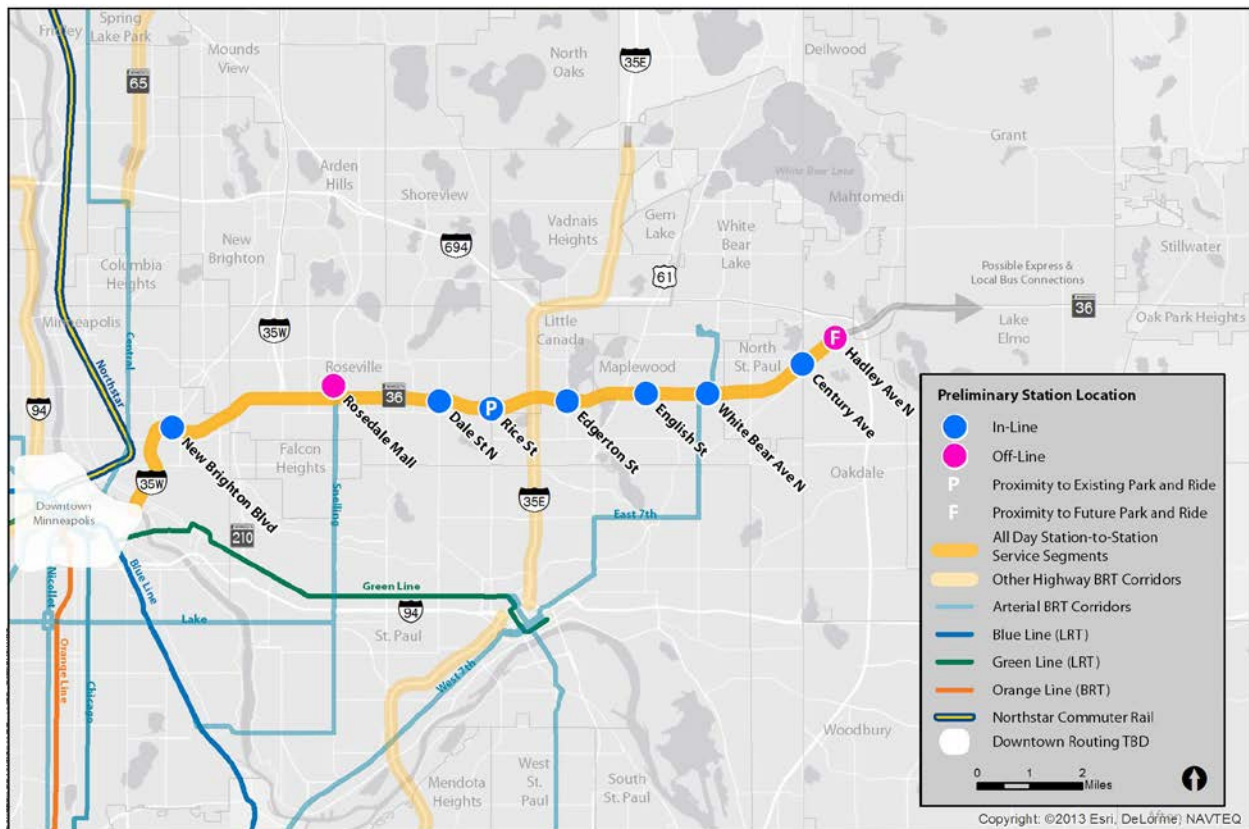 Fridley
Spring
Lake Park
65
Mounds
View
North
Oaks
35E
Dellwood
Grant
White Bear Lake
Mahtomedi
Arden
Hills
Shoreview
Vadnais
Heights
Gem
Lake
White
Bear
Lake
694
New
Brighton
Columbia
Heights
61
Stillwater
Possible Express &
Local Bus Connections
36
Lake
Elmo
Oak Park Heights
Minneapolis
Central
Northstar
35W
Little
Canada
Roseville
Maplewood
North
St. Paul
94
36
New Brighton Blvd
Rosedale Mall
Dale St N
P
Rice St
Edgerton St
English St
White Bear Ave N
Century Ave
F
Hadley Ave N
Falcon
Heights
Oakdale
35W
Downtown
Minneapolis
Snelling
35E
East 7th
210
Nicollet
Blue Line
Green Line
94
Lake
St. Paul
West 7th
Orange Line
Chicago
Mendota
Heights
West
St.
Paul
South
St. Paul
Woodbury
Preliminary Station Location
In-Line
Off-Line
P Proximity to Existing Park and Ride
F Proximity to Future Park and Ride
All Day Station-to-Station
Service Segments
Other Highway BRT Corridors
Arterial BRT Corridors
Blue Line (LRT)
Green Line (LRT)
Orange Line (BRT)
Northstar Commuter Rail
Downtown Routing TBD
0 1 2
Miles
Copyright: ©2013 Esri, DeLorme, NAVTEQ